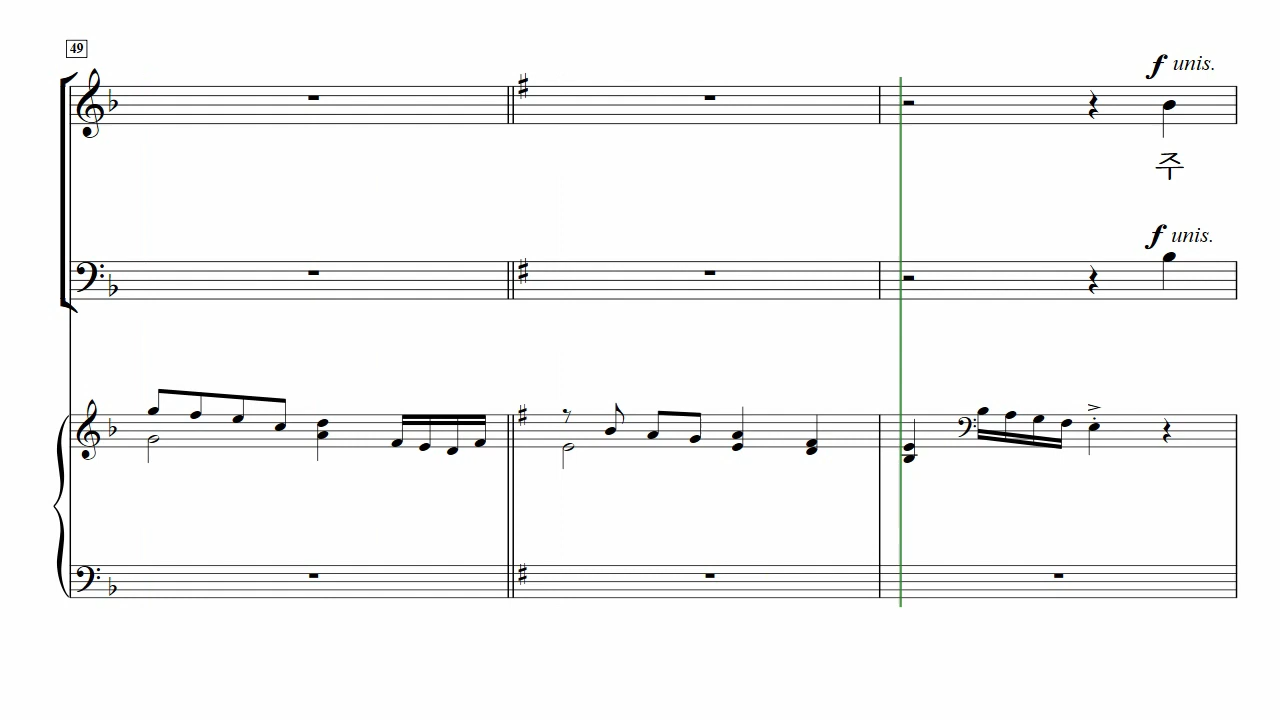 49
f unis.
주
f unis.